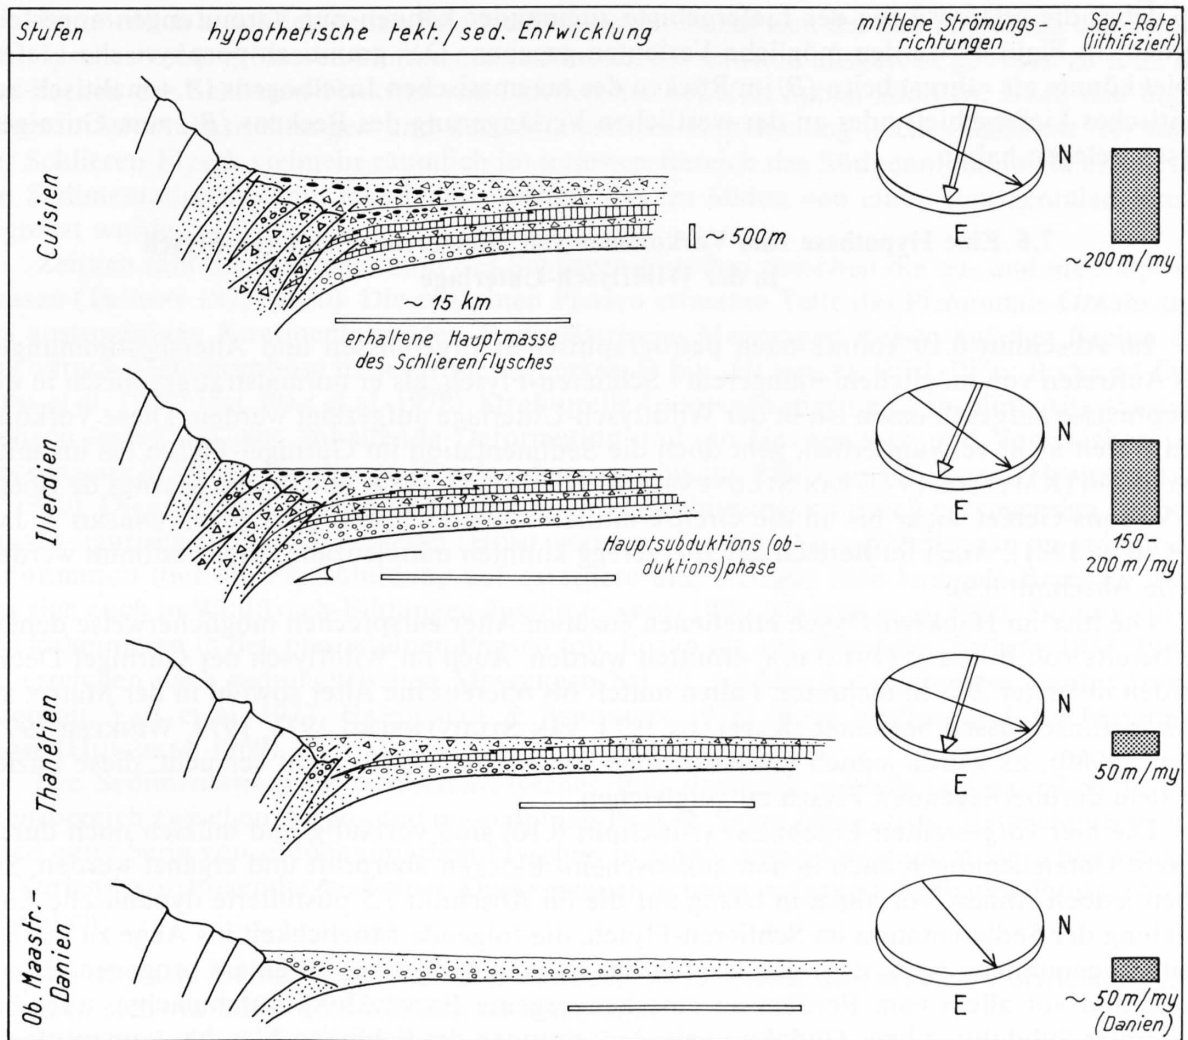 Stufen hypothetische tekt./sed. Entwicklung mittlere Strömungs- Sed.-Rate
richtungen (lithifiziert)
Cuisien
N
E
~ 500 m
~200 m/my
~ 15 km
erhaltene Hauptmasse
des Schlierenflysches
Illerdien
N
E
150-
200 m/my
Hauptsubduktions (ob-
duktions)phase
Thanétien
N
E
50 m/my
Ob. Maastr.-
Danien
N
E
~ 50 m/my
(Danien)